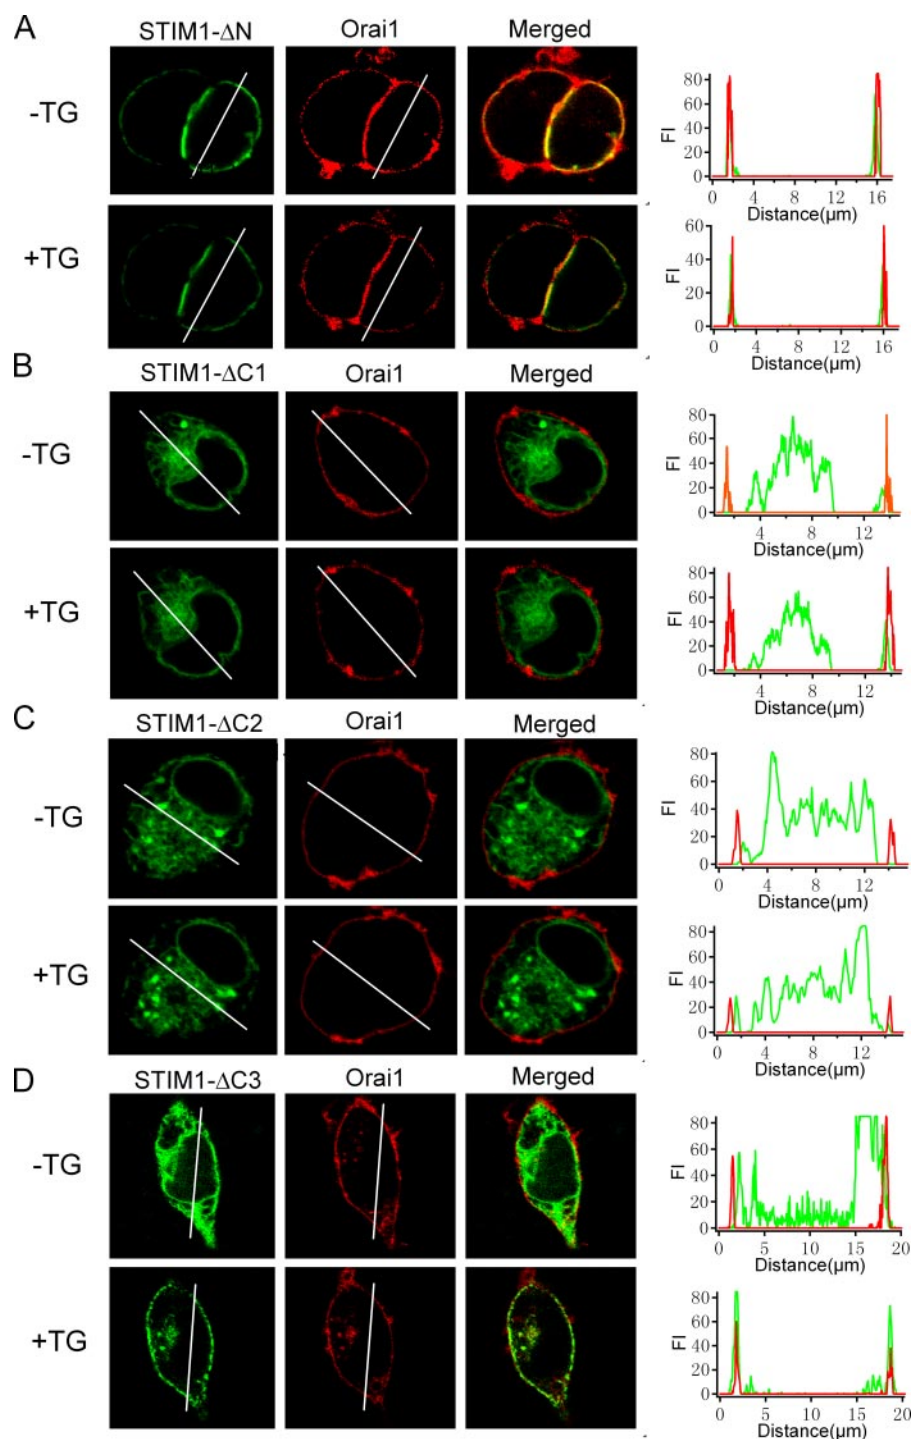 A
STIM1-ΔN Orai1 Merged
-TG
80
60
40
20
0
FI
0 4 8 12 16
Distance(μm)
+TG
60
40
20
0
FI
0 4 8 12 16
Distance(μm)
B
STIM1-ΔC1 Orai1 Merged
-TG
80
60
40
20
0
FI
4 8 12
Distance(μm)
+TG
80
60
40
20
0
FI
4 8 12
Distance(μm)
C
STIM1-ΔC2 Orai1 Merged
-TG
80
60
40
20
0
FI
0 4 8 12
Distance(μm)
+TG
80
60
40
20
0
FI
0 4 8 12
Distance(μm)
D
STIM1-ΔC3 Orai1 Merged
-TG
80
60
40
20
0
FI
0 5 10 15 20
Distance(μm)
+TG
80
60
40
20
0
FI
0 5 10 15 20
Distance(μm)